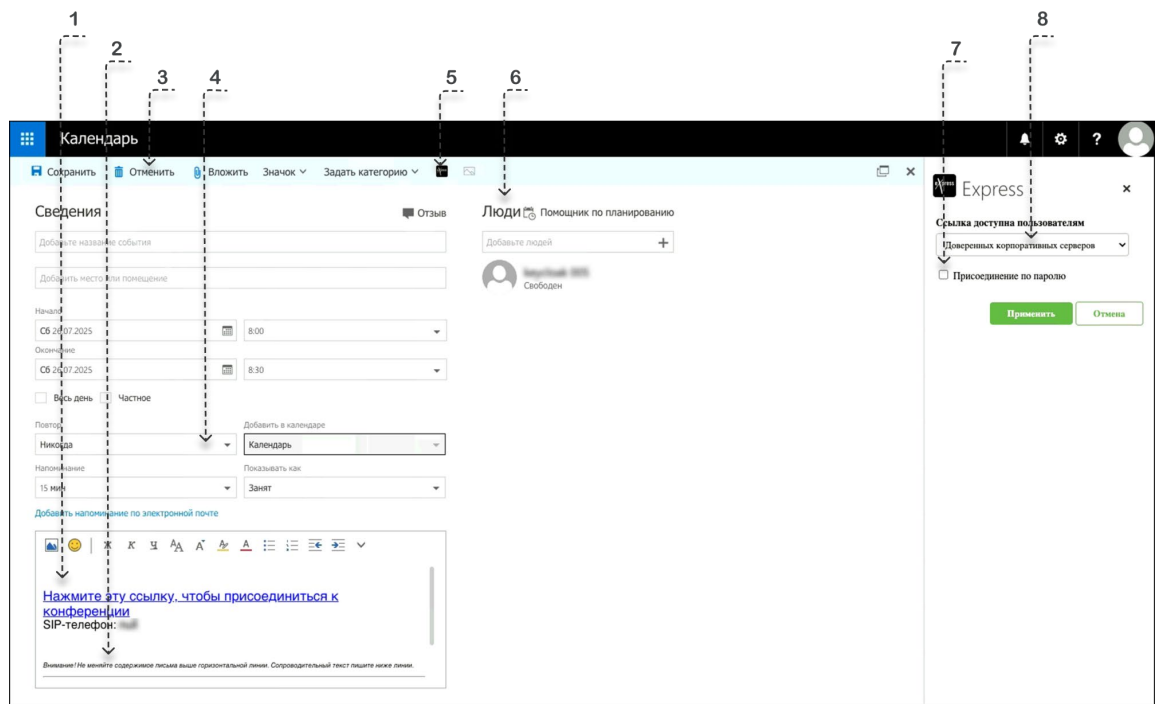 1 8
2 7
3 4 5 6
Календарь ?
Сохранить Отменить Вложить Значок Задать категорию
eXpress Express
Сведения Отзыв Люди Помощник по планированию
Ссылка доступна пользователям
Добавьте название события Добавьте людей Доверенных корпоративных серверов
Добавить место или помещение Свободен Присоединение по паролю
Начало
Применить Отмена
Сб 26.07.2025 8:00
Окончание
Сб 26.07.2025 8:30
Весь день Частное
Повтор Добавить в календаре
Никогда Календарь
Напоминание Показывать как
15 мин Занят
Добавить напоминание по электронной почте
Ж К Ч A A A A
Нажмите эту ссылку, чтобы присоединиться к
конференции
SIP-телефон:
Внимание! Не меняйте содержимое письма выше горизонтальной линии. Сопроводительный текст пишите ниже линии.